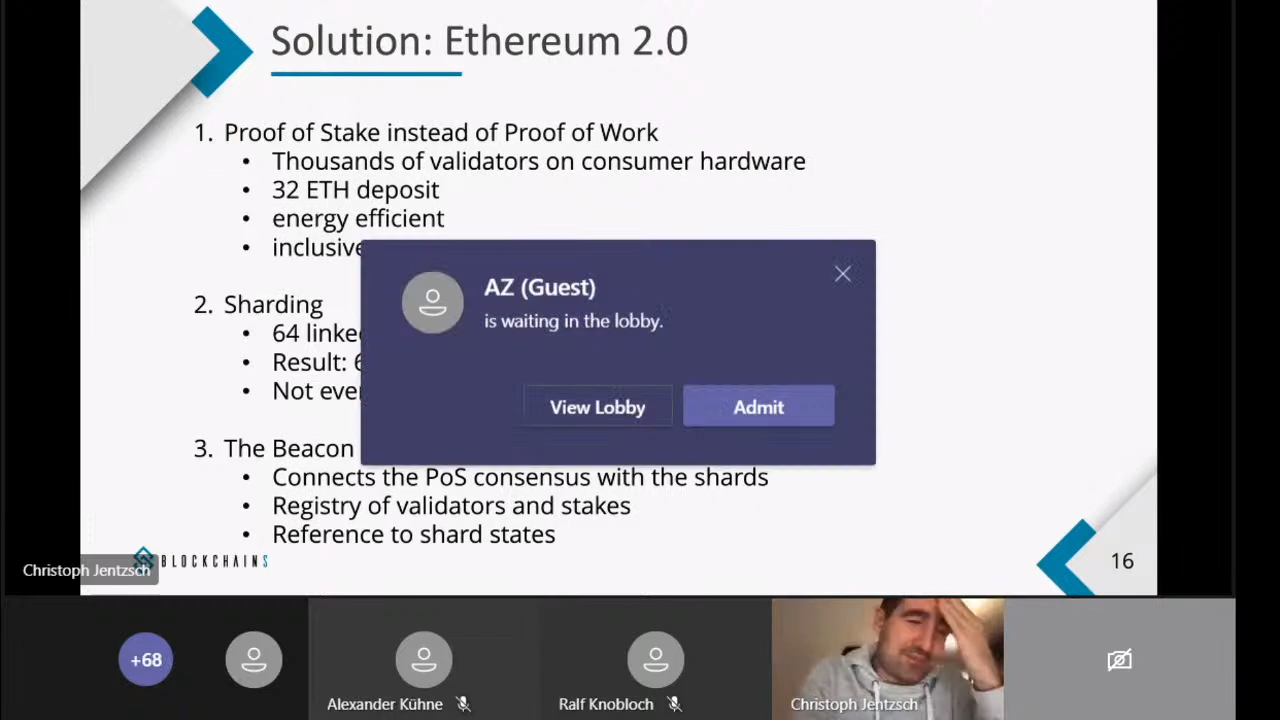 Solution: Ethereum 2.0
1. Proof of Stake instead of Proof of Work
• Thousands of validators on consumer hardware
• 32 ETH deposit
• energy efficient
• inclusive
2. Sharding
• 64 linke
• Result: 6
• Not ever
3. The Beacon
• Connects the PoS consensus with the shards
• Registry of validators and stakes
• Reference to shard states
AZ (Guest)
is waiting in the lobby.
View Lobby
Admit
BLOCKCHAINS
16
Christoph Jentzsch
+68
Alexander Kühne
Ralf Knobloch
Christoph Jentzsch